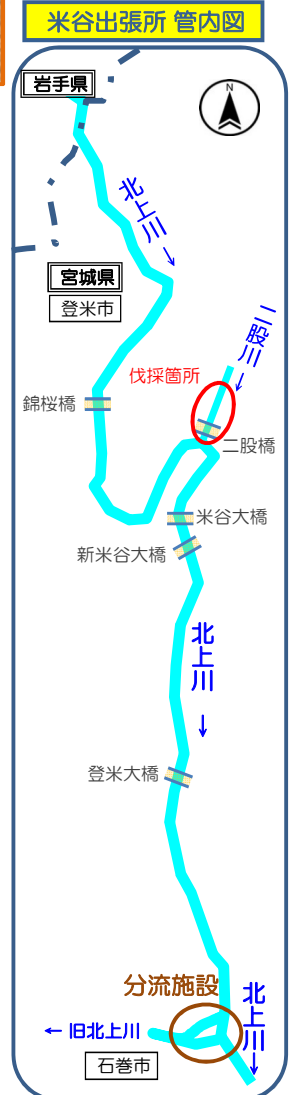 米谷出張所 管内図
岩手県
N
北上川
↓
宮城県
登米市
二股川
↓
伐採箇所
錦桜橋
二股橋
米谷大橋
新米谷大橋
北上川
↓
登米大橋
分流施設
北上川
↓
← 旧北上川
石巻市